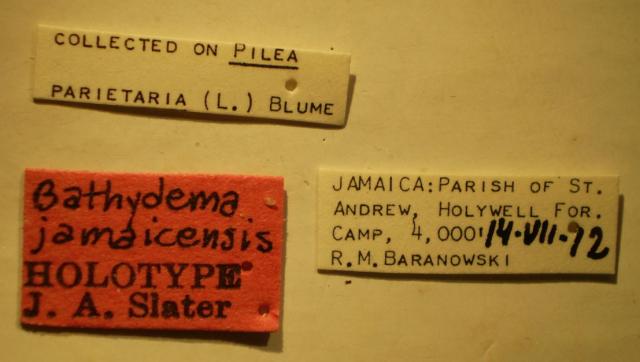 COLLECTED ON PILEA
PARIETARIA (L.) BLUME
Bathydema
jamaicensis
HOLOTYPE
J. A. Slater
JAMAICA: PARISH OF ST.
ANDREW, HOLYWELL FOR.
CAMP, 4,000' 14-VII-72
R.M. BARANOWSKI